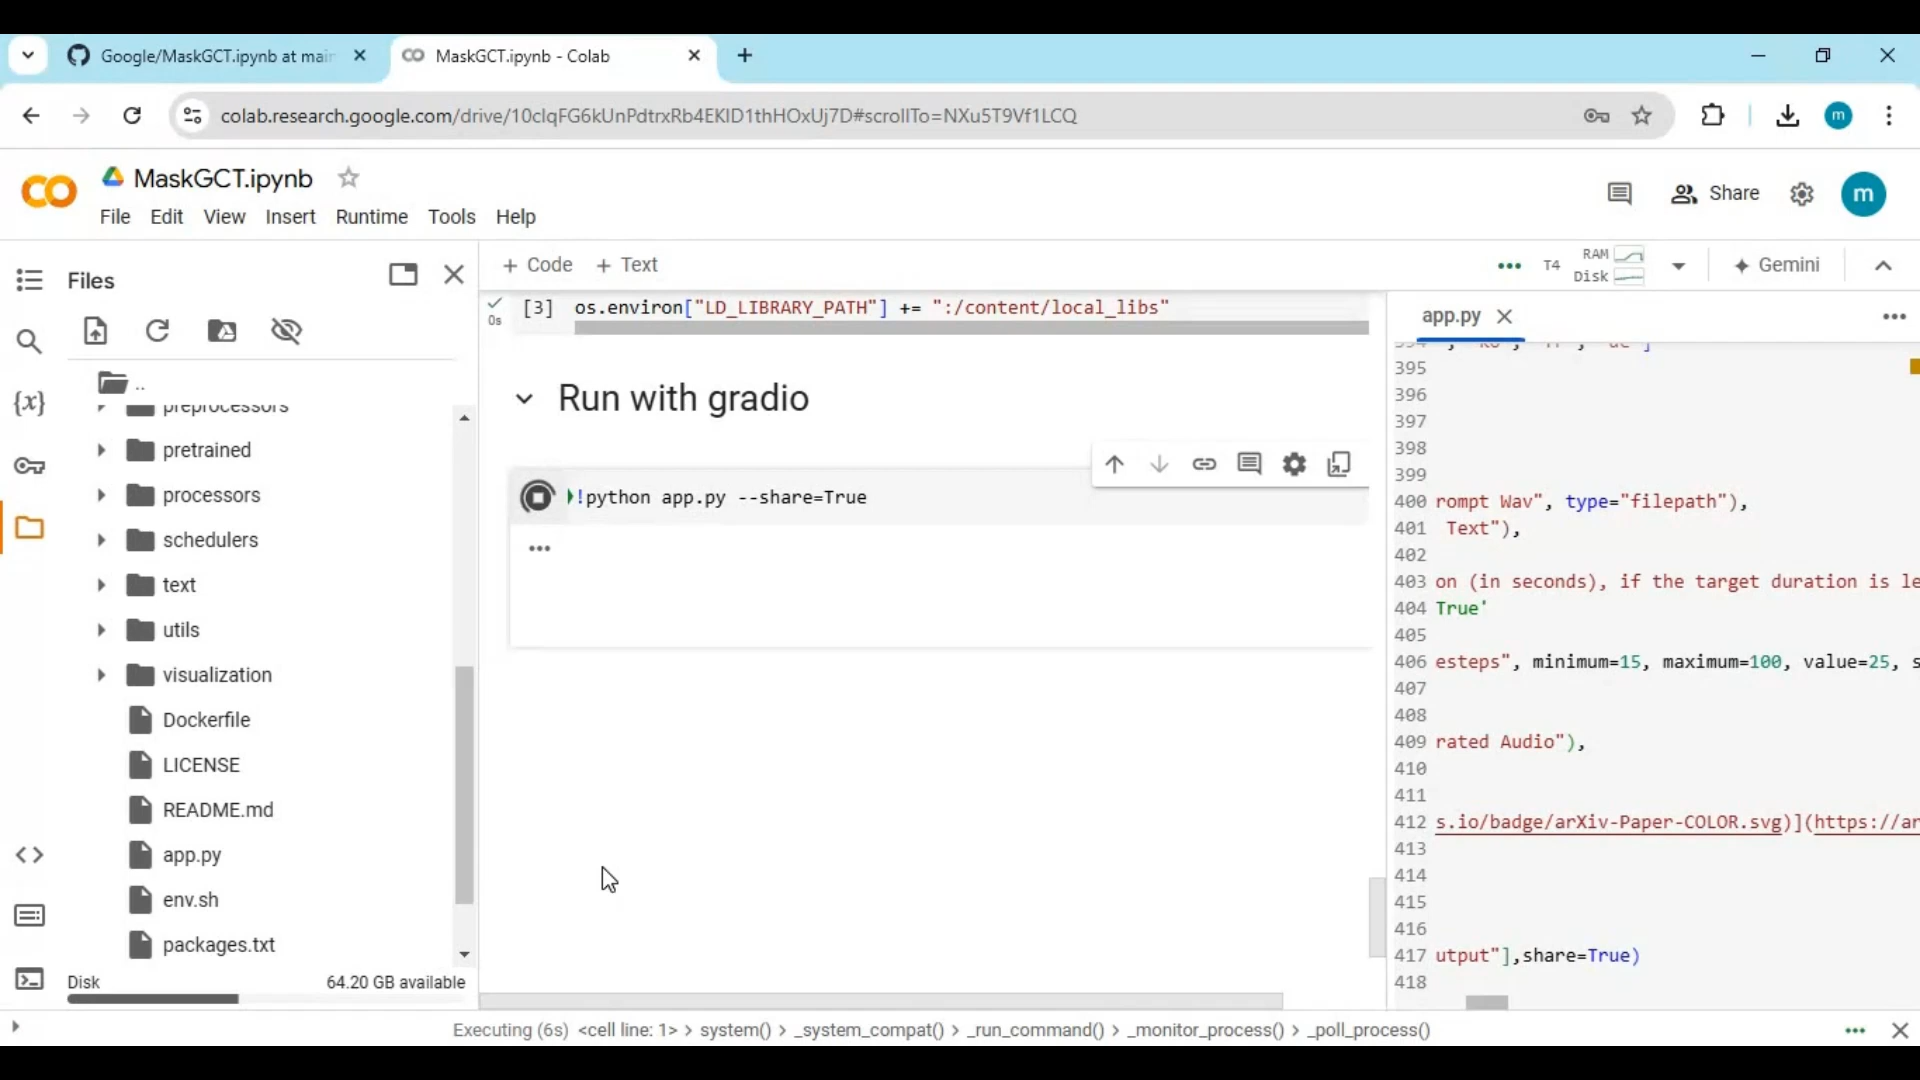 Google/MaskGCT.ipynb at main
MaskGCT.ipynb - Colab
colab.research.google.com/drive/10clqFG6kUnPdtrxRb4EKlD1thHOxUj7D#scrollTo=NXu5T9Vf1LCQ
m
MaskGCT.ipynb
File Edit View Insert Runtime Tools Help
Share
m
Files
+ Code + Text
T4
RAM
Disk
Gemini
..
preprocessors
pretrained
processors
schedulers
text
utils
visualization
Dockerfile
LICENSE
README.md
app.py
env.sh
packages.txt
Disk 64.20 GB available
0s
[3] os.environ["LD_LIBRARY_PATH"] += ":/content/local_libs"
Run with gradio
!python app.py --share=True
app.py
395
396
397
398
399
400 rompt Wav", type="filepath"),
401 Text"),
402
403 on (in seconds), if the target duration is le
404 True'
405
406 esteps", minimum=15, maximum=100, value=25, s
407
408
409 rated Audio"),
410
411
412 s.io/badge/arXiv-Paper-COLOR.svg)](https://ar
413
414
415
416
417 utput"],share=True)
418
Executing (6s) <cell line: 1> > system() > _system_compat() > _run_command() > _monitor_process() > _poll_process()